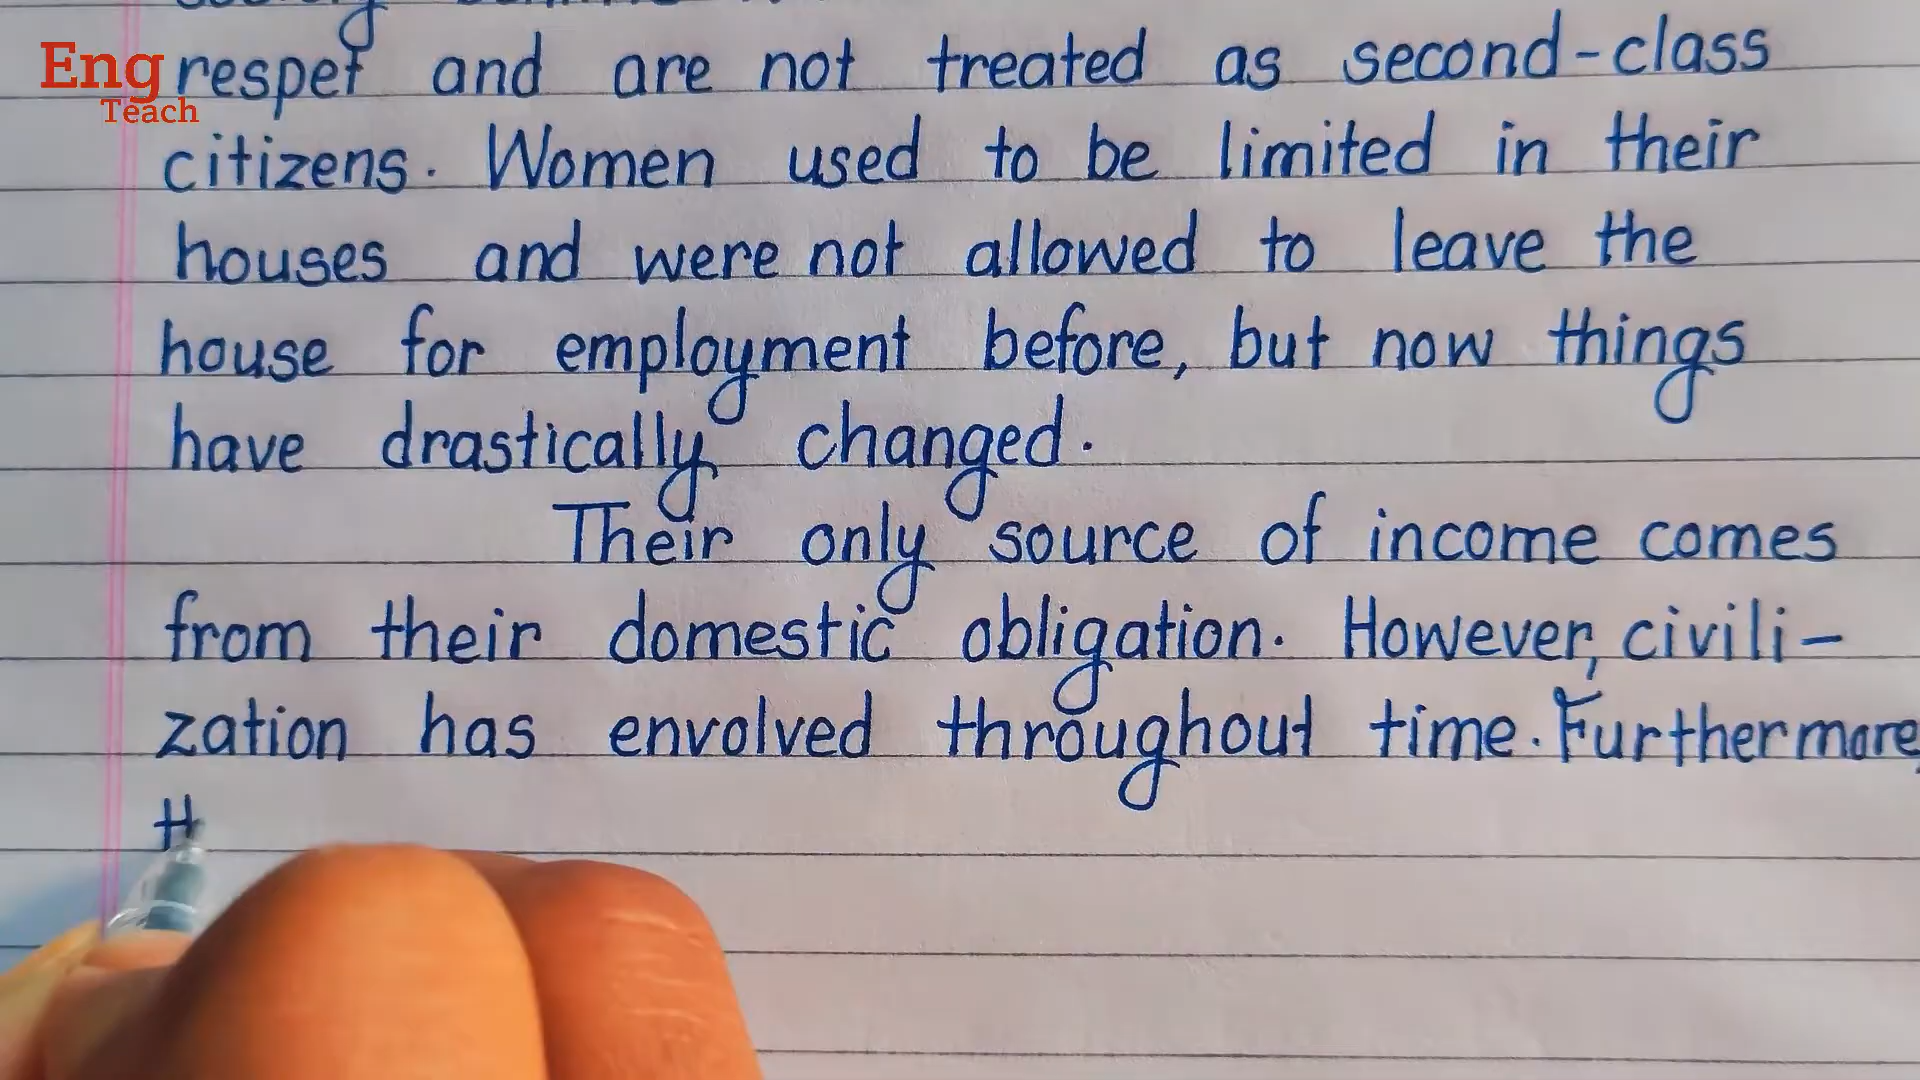 Eng
Teach
respet and are not treated as second-class
citizens. Women used to be limited in their
houses and were not allowed to leave the
house for employment before, but now things
have drastically changed.
Their only source of income comes
from their domestic obligation. However, civili-
zation has envolved throughout time. Furthermore,